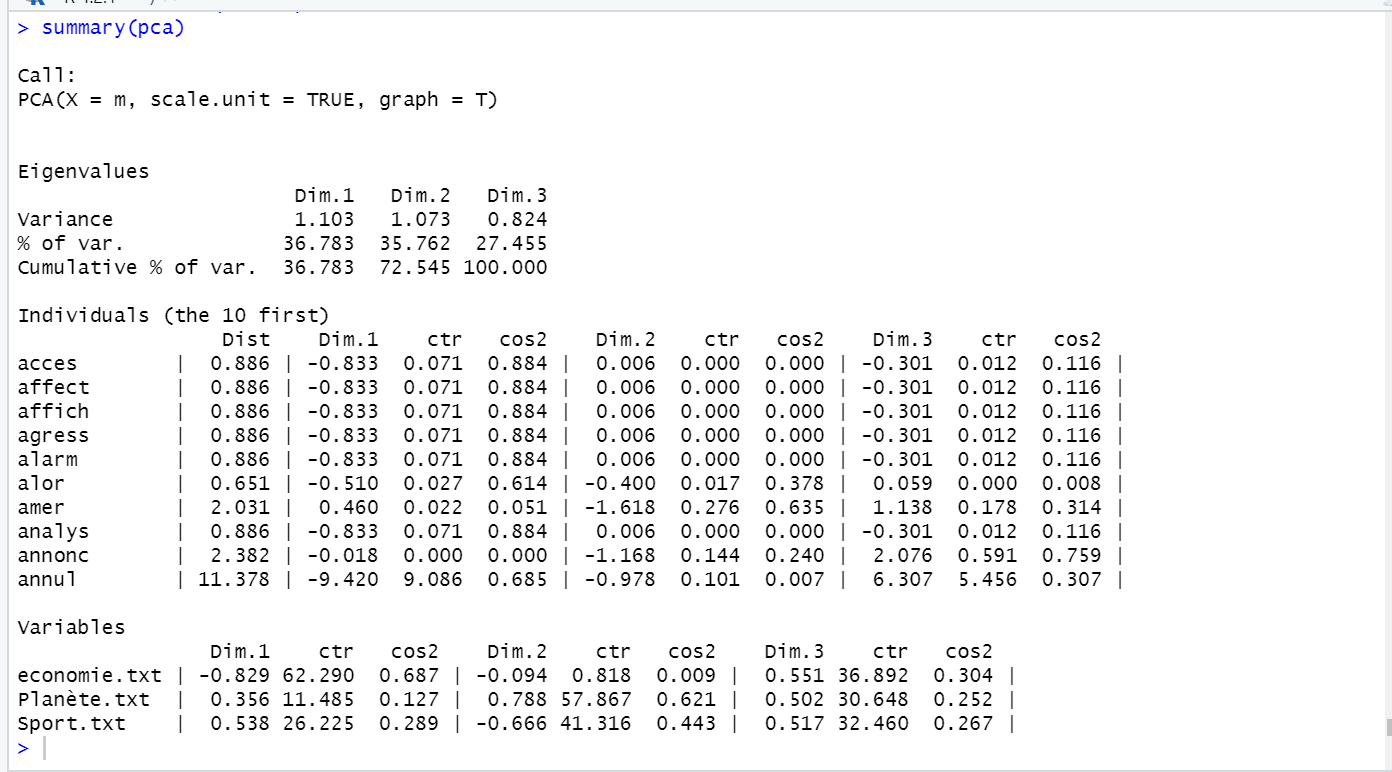 > summary(pca)
Call:
PCA(X = m, scale.unit = TRUE, graph = T)
Eigenvalues
                       Dim.1   Dim.2   Dim.3
Variance               1.103   1.073   0.824
% of var.             36.783  35.762  27.455
Cumulative % of var.  36.783  72.545 100.000
Individuals (the 10 first)
                 Dist    Dim.1    ctr   cos2    Dim.2    ctr   cos2    Dim.3    ctr   cos2
acces        |  0.886 | -0.833  0.071  0.884 |  0.006  0.000  0.000 | -0.301  0.012  0.116 |
affect       |  0.886 | -0.833  0.071  0.884 |  0.006  0.000  0.000 | -0.301  0.012  0.116 |
affich       |  0.886 | -0.833  0.071  0.884 |  0.006  0.000  0.000 | -0.301  0.012  0.116 |
agress       |  0.886 | -0.833  0.071  0.884 |  0.006  0.000  0.000 | -0.301  0.012  0.116 |
alarm        |  0.886 | -0.833  0.071  0.884 |  0.006  0.000  0.000 | -0.301  0.012  0.116 |
alor         |  0.651 | -0.510  0.027  0.614 | -0.400  0.017  0.378 |  0.059  0.000  0.008 |
amer         |  2.031 |  0.460  0.022  0.051 | -1.618  0.276  0.635 |  1.138  0.178  0.314 |
analys       |  0.886 | -0.833  0.071  0.884 |  0.006  0.000  0.000 | -0.301  0.012  0.116 |
annonc       |  2.382 | -0.018  0.000  0.000 | -1.168  0.144  0.240 |  2.076  0.591  0.759 |
annul        | 11.378 | -9.420  9.086  0.685 | -0.978  0.101  0.007 |  6.307  5.456  0.307 |
Variables
                Dim.1    ctr   cos2    Dim.2    ctr   cos2    Dim.3    ctr   cos2
economie.txt | -0.829 62.290  0.687 | -0.094  0.818  0.009 |  0.551 36.892  0.304 |
Planète.txt  |  0.356 11.485  0.127 |  0.788 57.867  0.621 |  0.502 30.648  0.252 |
Sport.txt    |  0.538 26.225  0.289 | -0.666 41.316  0.443 |  0.517 32.460  0.267 |
>